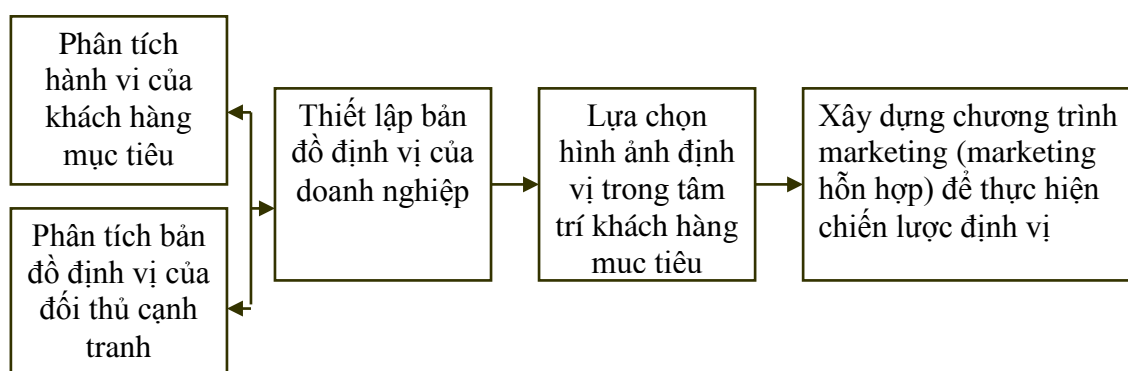 Phân tích
hành vi của
khách hàng
mục tiêu
Phân tích bản
đồ định vị của
đối thủ cạnh
tranh
Thiết lập bản
đồ định vị của
doanh nghiệp
Lựa chọn
hình ảnh định
vị trong tâm
trí khách hàng
muc tiêu
Xây dựng chương trình
marketing (marketing
hỗn hợp) để thực hiện
chiến lược định vị